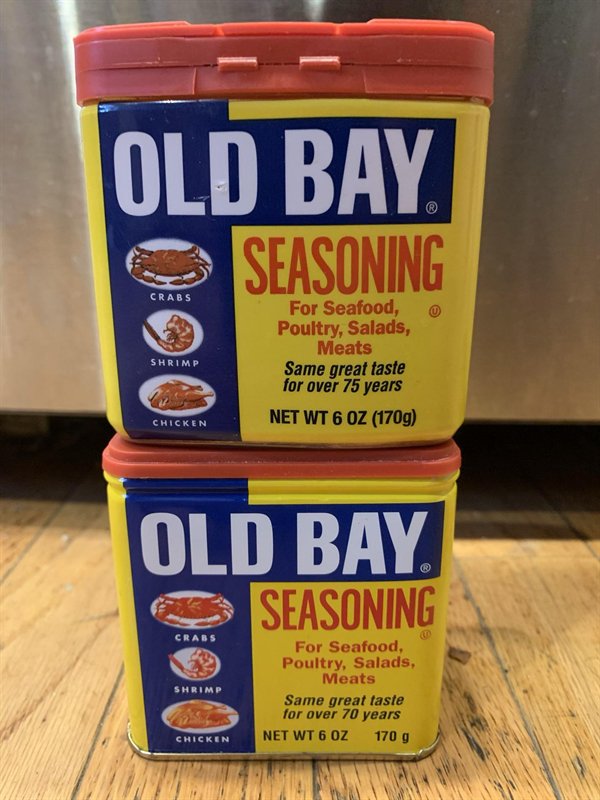 OLD BAY®
SEASONING
CRABS
SHRIMP
CHICKEN
For Seafood, Ⓤ
Poultry, Salads,
Meats
Same great taste
for over 75 years
NET WT 6 OZ (170g)
OLD BAY®
SEASONING
CRABS
SHRIMP
CHICKEN
Ⓤ
For Seafood,
Poultry, Salads,
Meats
Same great taste
for over 70 years
NET WT 6 OZ 170 g